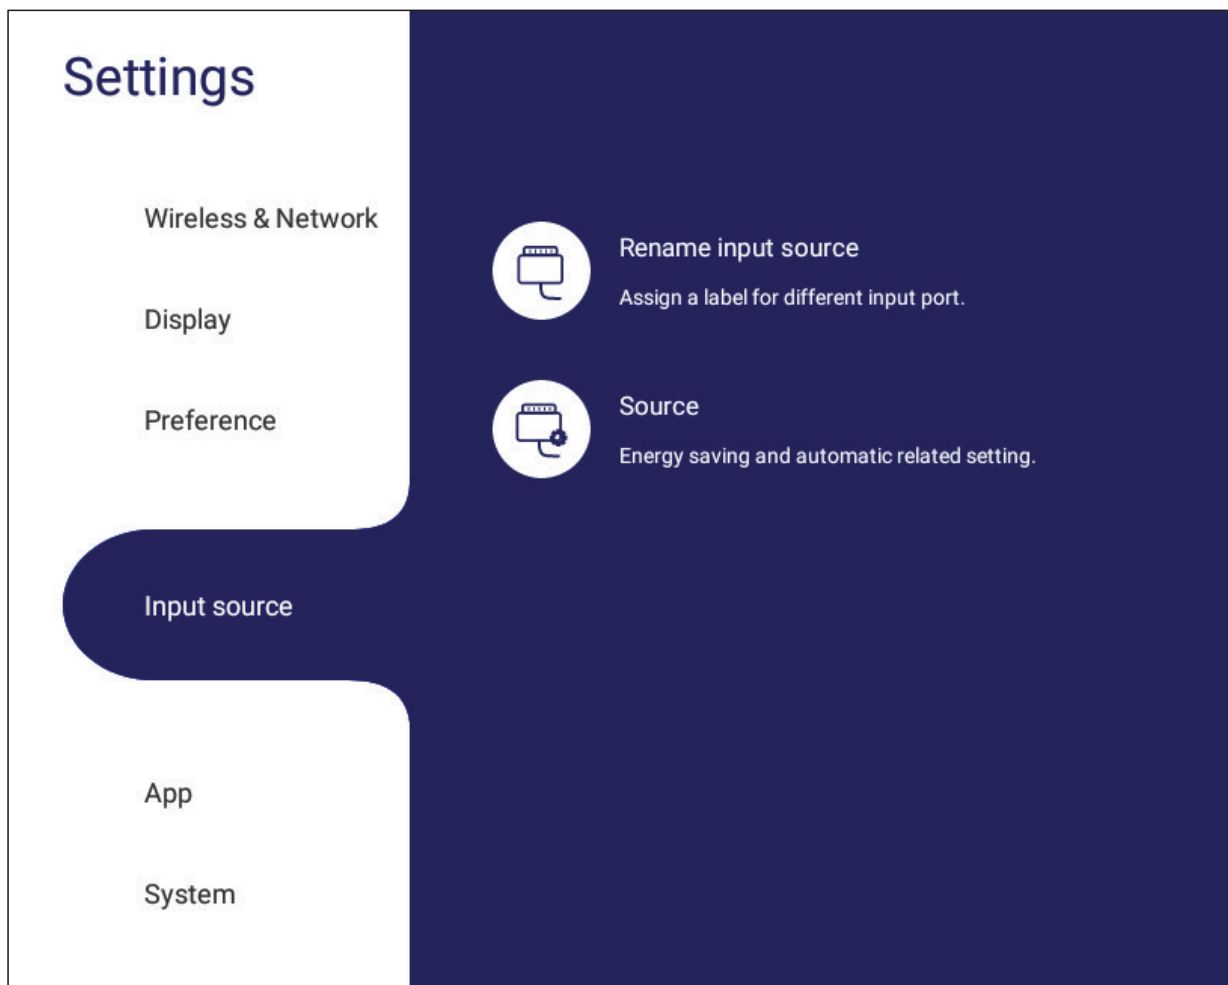 Settings
Wireless & Network
Display
Preference
Input source
App
System
Rename input source
Assign a label for different input port.
Source
Energy saving and automatic related setting.